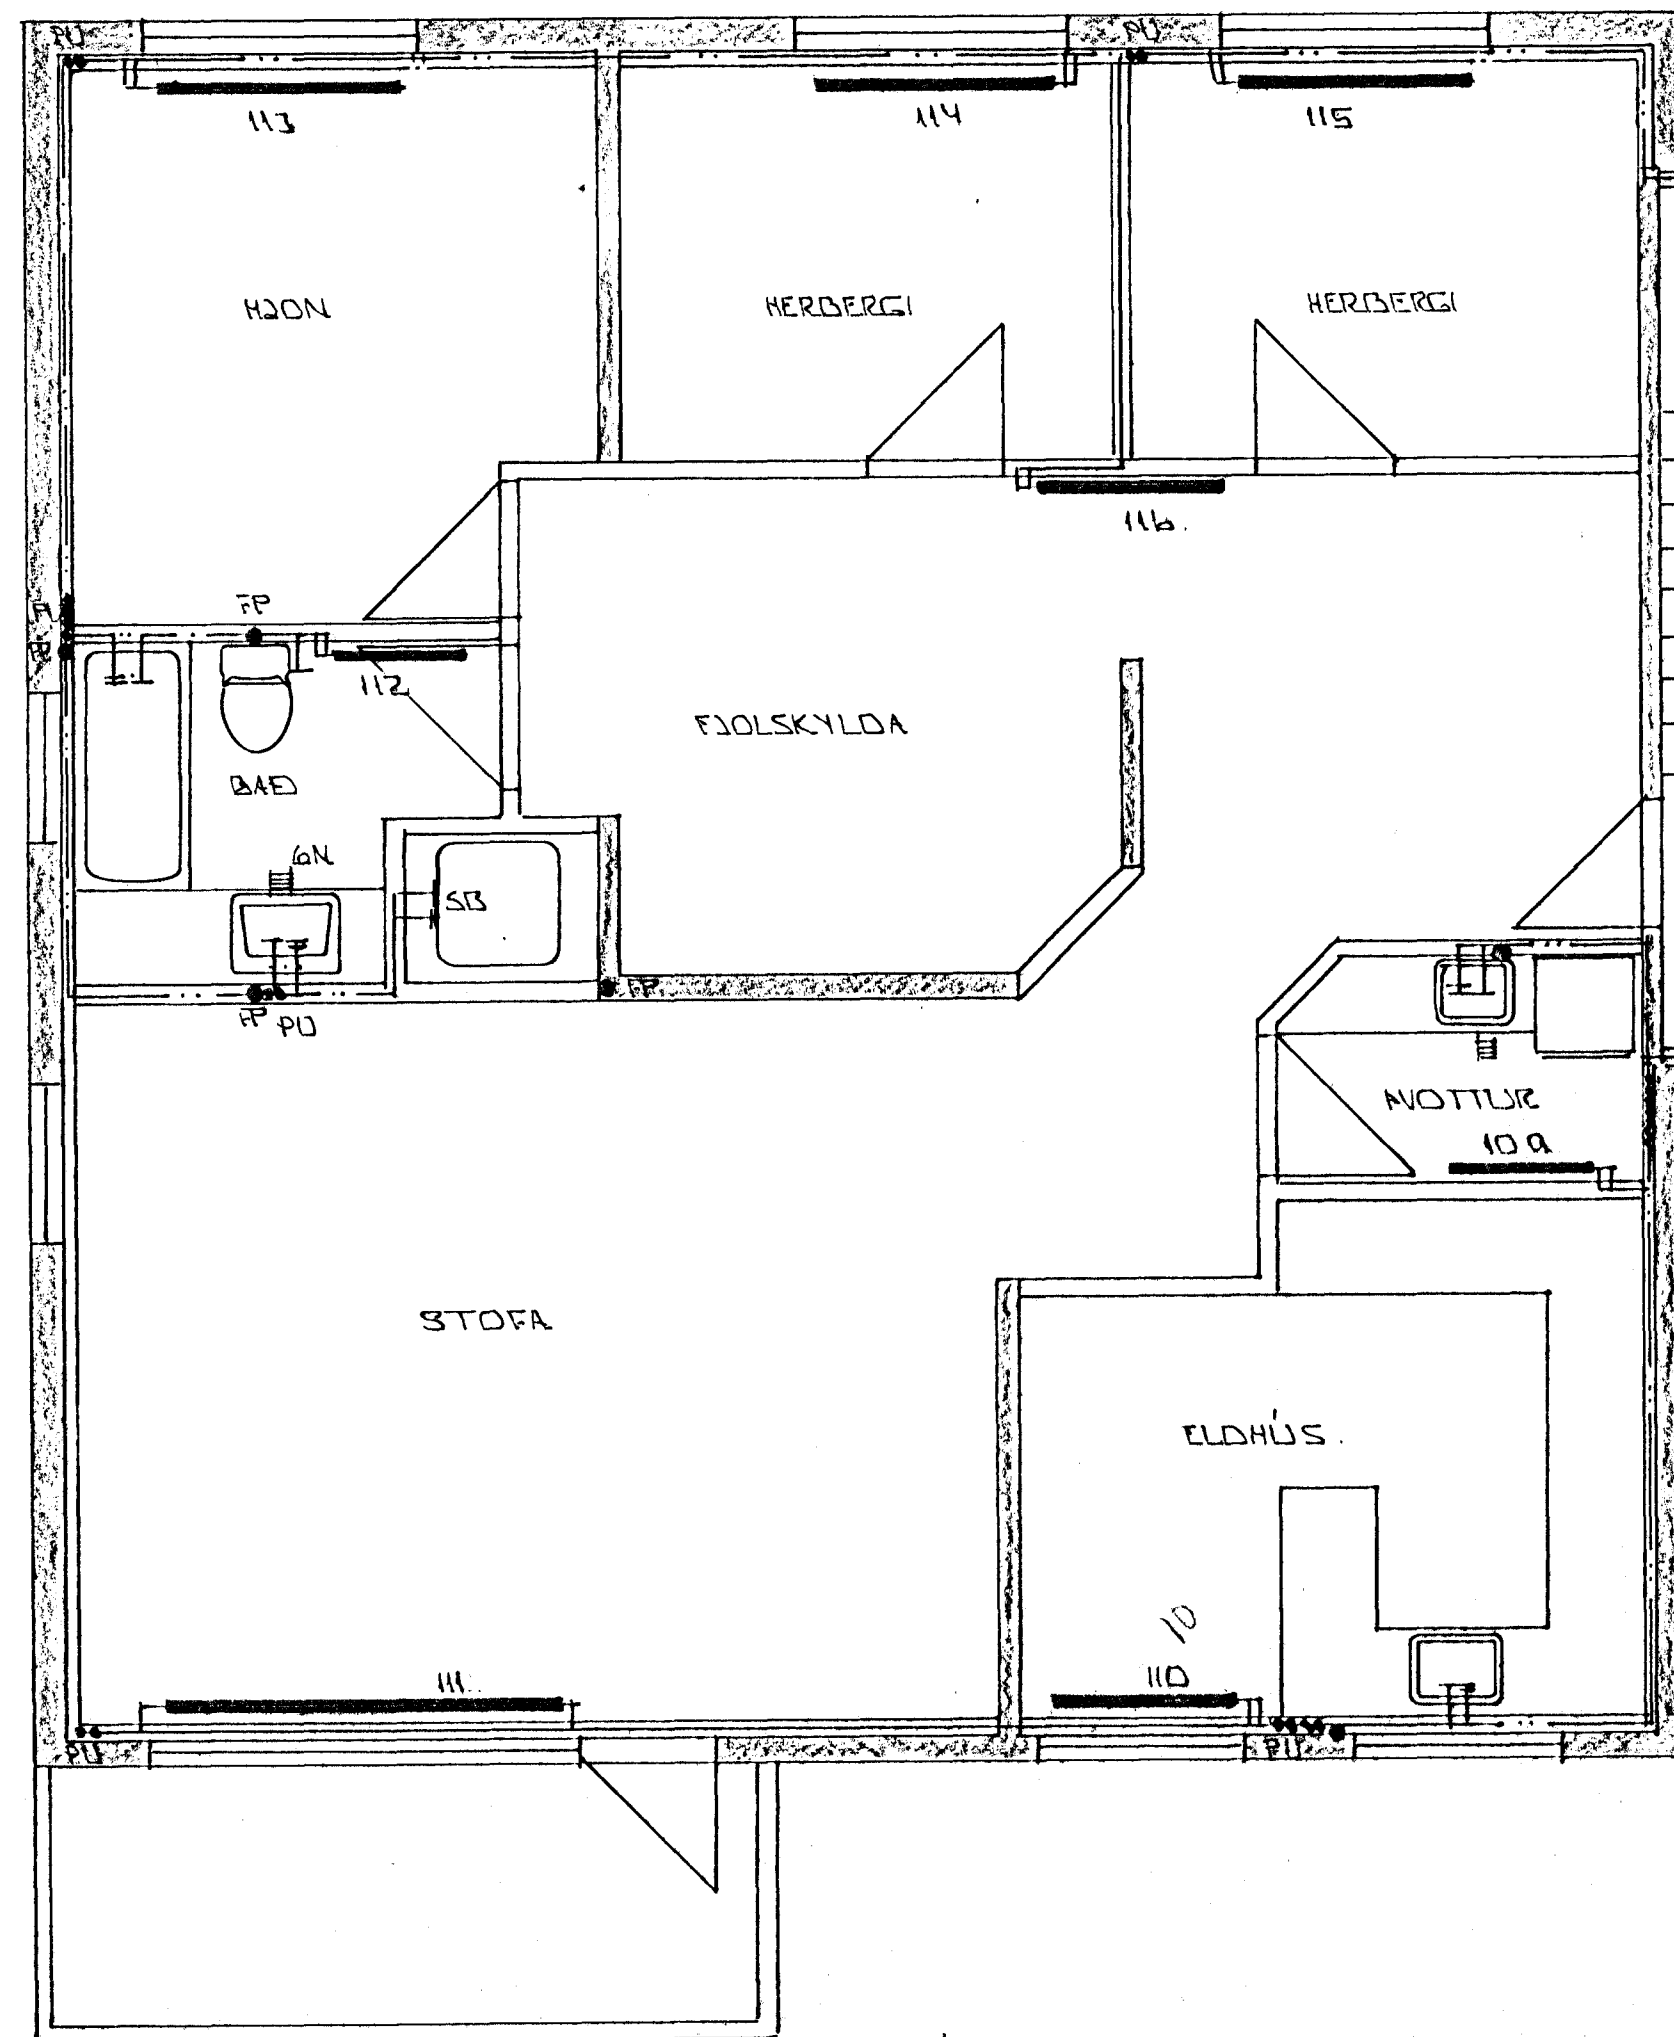 PU
PU
113
114
115
HJON
HERBERGI
HERBERGI
116.
FP
112
FJOLSKYLDA
BAÐ
GN
SB
FP
FP PU
ÞVOTTUR
109
STOFA
ELDHÚS.
10
111.
110
PU
PU